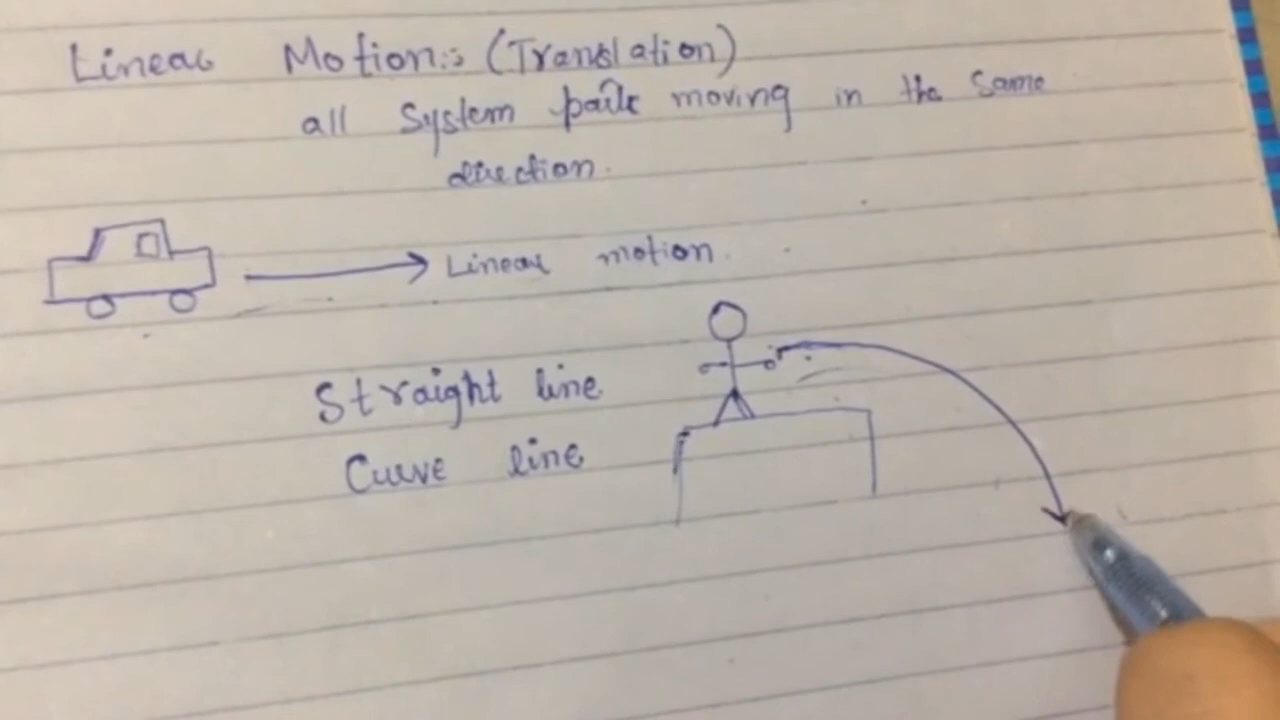 Linear Motion:: (Translation)
all System parts moving in the Same
direction.
Linear motion.
Straight line
Curve line